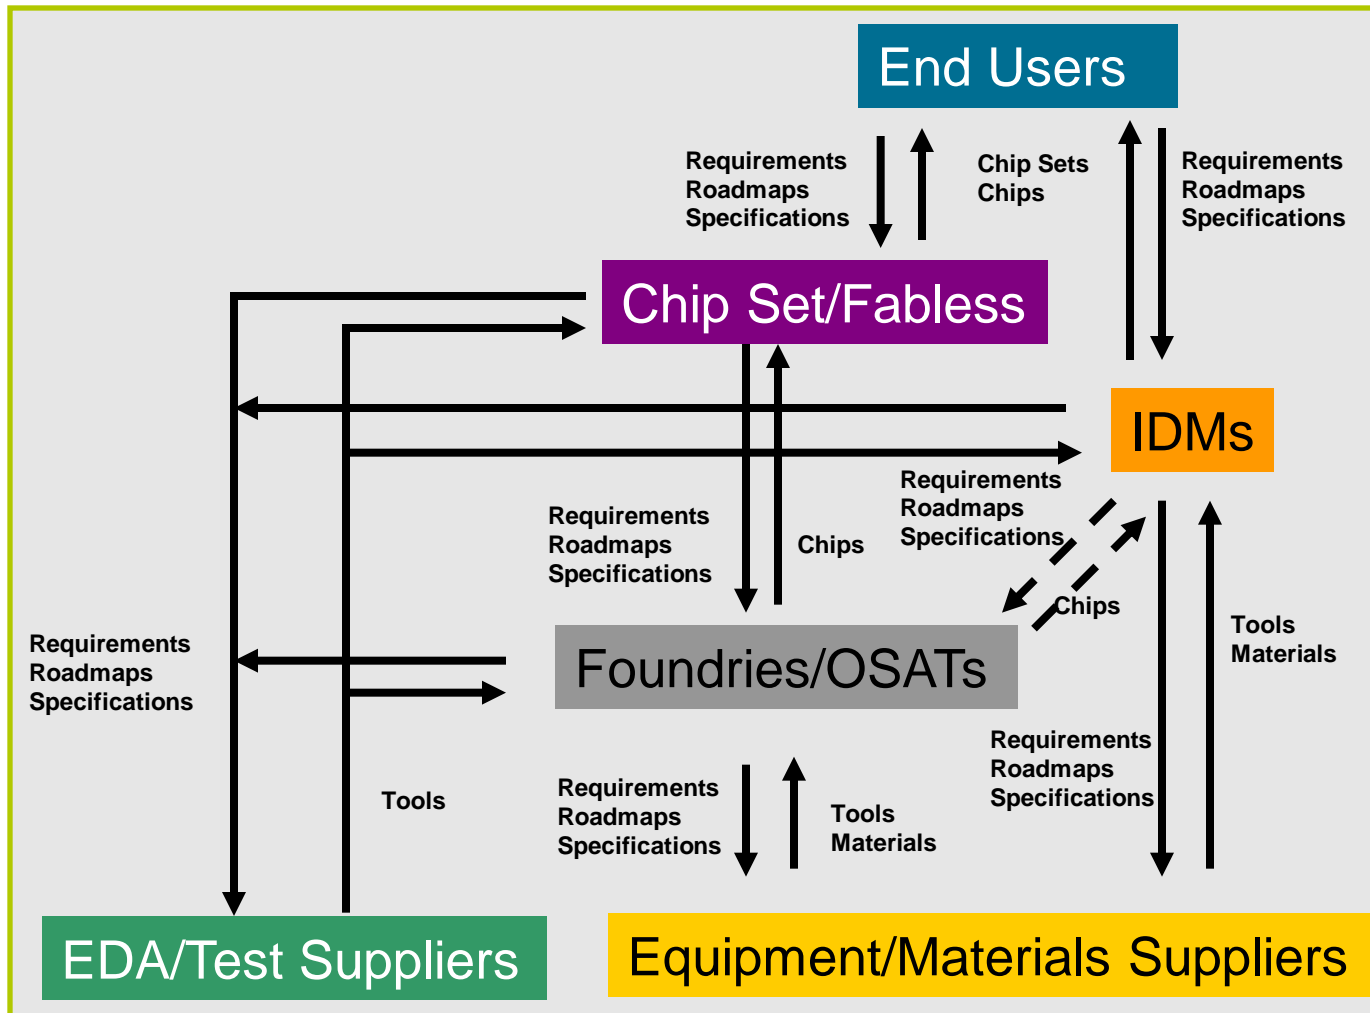 End Users
Requirements
Roadmaps
Specifications
Chip Sets
Chips
Requirements
Roadmaps
Specifications
Chip Set/Fabless
IDMs
Requirements
Roadmaps
Specifications
Chips
Requirements
Roadmaps
Specifications
Chips
Requirements
Roadmaps
Specifications
Foundries/OSATs
Tools
Materials
Tools
Requirements
Roadmaps
Specifications
Tools
Materials
Requirements
Roadmaps
Specifications
EDA/Test Suppliers
Equipment/Materials Suppliers